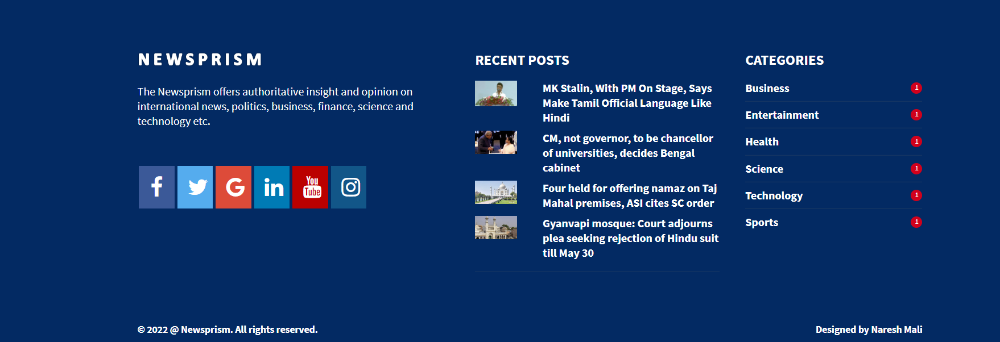 NEWSPRISM
The Newsprism offers authoritative insight and opinion on
international news, politics, business, finance, science and
technology etc.
You
Tube
RECENT POSTS
MK Stalin, With PM On Stage, Says
Make Tamil Official Language Like
Hindi
CM, not governor, to be chancellor
of universities, decides Bengal
cabinet
Four held for offering namaz on Taj
Mahal premises, ASI cites SC order
Gyanvapi mosque: Court adjourns
plea seeking rejection of Hindu suit
till May 30
CATEGORIES
Business 1
Entertainment 1
Health 1
Science 1
Technology 1
Sports 1
© 2022 @ Newsprism. All rights reserved.
Designed by Naresh Mali